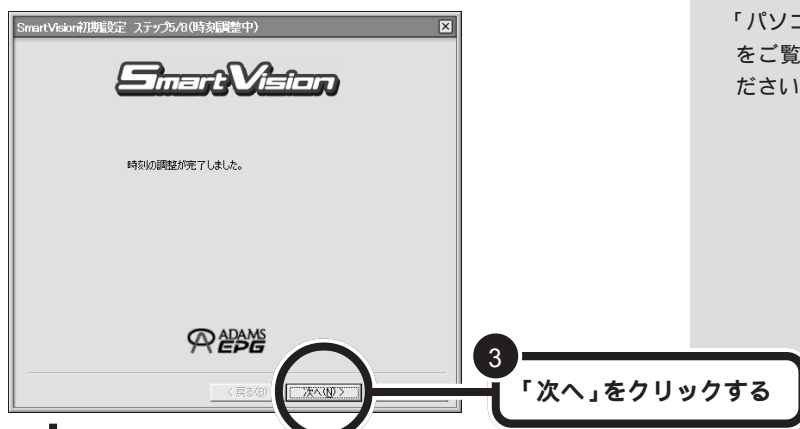 SmartVision初期設定 ステップ5/8(時刻調整中)
SmartVision
時刻の調整が完了しました。
ADAMS
EPG
< 戻る(B)
次へ(N) >
3
「次へ」をクリックする
「パソコ
をご覧
ださい